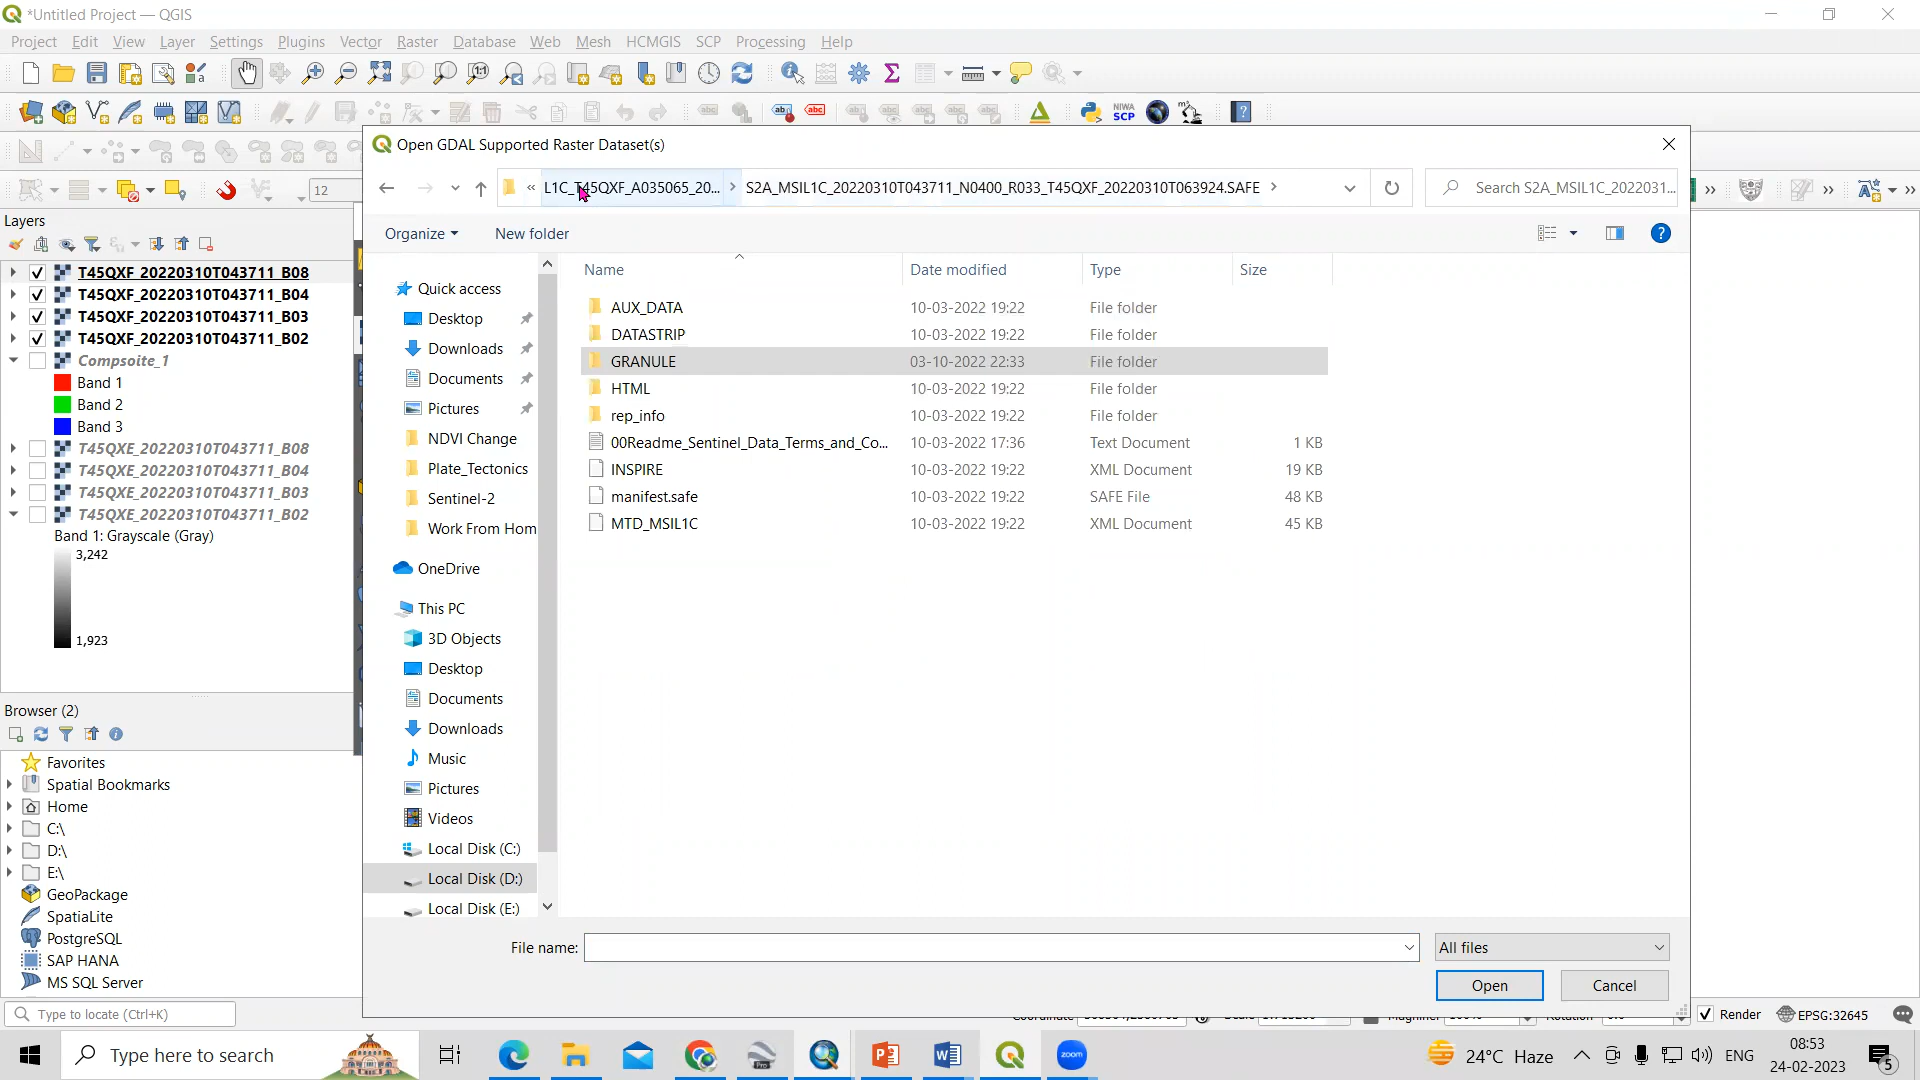 *Untitled Project — QGIS
Project Edit View Layer Settings Plugins Vector Raster Database Web Mesh HCMGIS SCP Processing Help
Open GDAL Supported Raster Dataset(s)
12
« L1C_T45QXF_A035065_20... > S2A_MSIL1C_20220310T043711_N0400_R033_T45QXF_20220310T063924.SAFE >
Search S2A_MSIL1C_2022031...
Organize New folder
Layers
T45QXF_20220310T043711_B08
T45QXF_20220310T043711_B04
T45QXF_20220310T043711_B03
T45QXF_20220310T043711_B02
Compsoite_1
Band 1
Band 2
Band 3
T45QXE_20220310T043711_B08
T45QXE_20220310T043711_B04
T45QXE_20220310T043711_B03
T45QXE_20220310T043711_B02
Band 1: Grayscale (Gray)
3,242
1,923
Browser (2)
Favorites
Spatial Bookmarks
Home
C:\
D:\
E:\
GeoPackage
SpatiaLite
PostgreSQL
SAP HANA
MS SQL Server
Type to locate (Ctrl+K)
Quick access
Desktop
Downloads
Documents
Pictures
NDVI Change
Plate_Tectonics
Sentinel-2
Work From Hom
OneDrive
This PC
3D Objects
Desktop
Documents
Downloads
Music
Pictures
Videos
Local Disk (C:)
Local Disk (D:)
Local Disk (E:)
Name Date modified Type Size
AUX_DATA 10-03-2022 19:22 File folder
DATASTRIP 10-03-2022 19:22 File folder
GRANULE 03-10-2022 22:33 File folder
HTML 10-03-2022 19:22 File folder
rep_info 10-03-2022 19:22 File folder
00Readme_Sentinel_Data_Terms_and_Co... 10-03-2022 17:36 Text Document 1 KB
INSPIRE 10-03-2022 19:22 XML Document 19 KB
manifest.safe 10-03-2022 19:22 SAFE File 48 KB
MTD_MSIL1C 10-03-2022 19:22 XML Document 45 KB
File name:
All files
Open Cancel
Render EPSG:32645
Type here to search
zoom
24°C Haze
ENG
08:53
24-02-2023
5
abc abc
NIWA
SCP